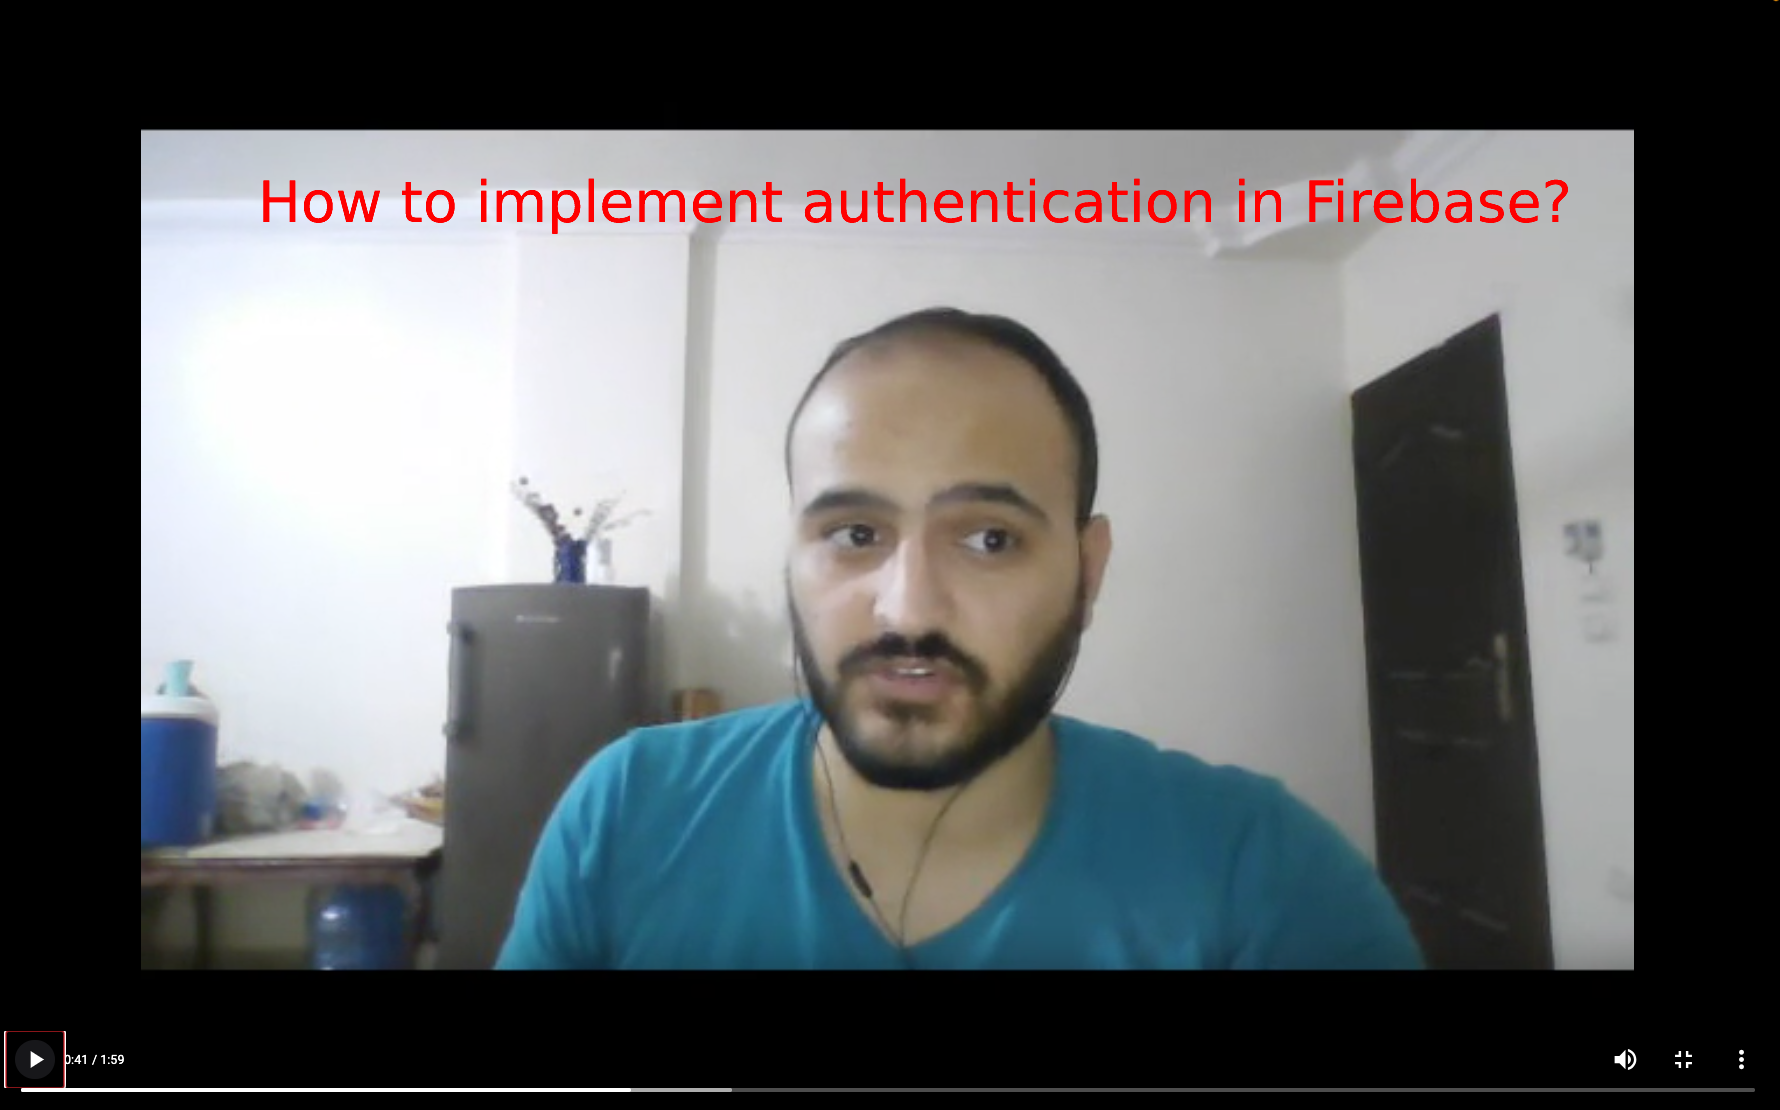 How to implement authentication in Firebase?
0:41 / 1:59